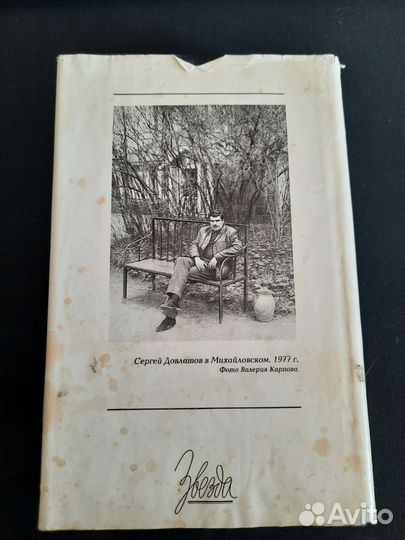 Сергей Довлатов в Михайловском. 1977 г.
Фото Валерия Карпова.
Звезда
Avito